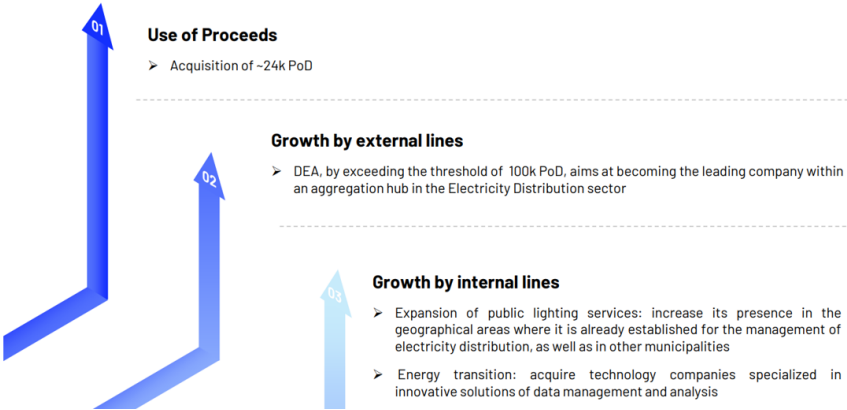 01
Use of Proceeds
➢ Acquisition of ~24k PoD
02
Growth by external lines
➢ DEA, by exceeding the threshold of 100k PoD, aims at becoming the leading company within
an aggregation hub in the Electricity Distribution sector
03
Growth by internal lines
➢ Expansion of public lighting services: increase its presence in the
geographical areas where it is already established for the management of
electricity distribution, as well as in other municipalities
➢ Energy transition: acquire technology companies specialized in
innovative solutions of data management and analysis